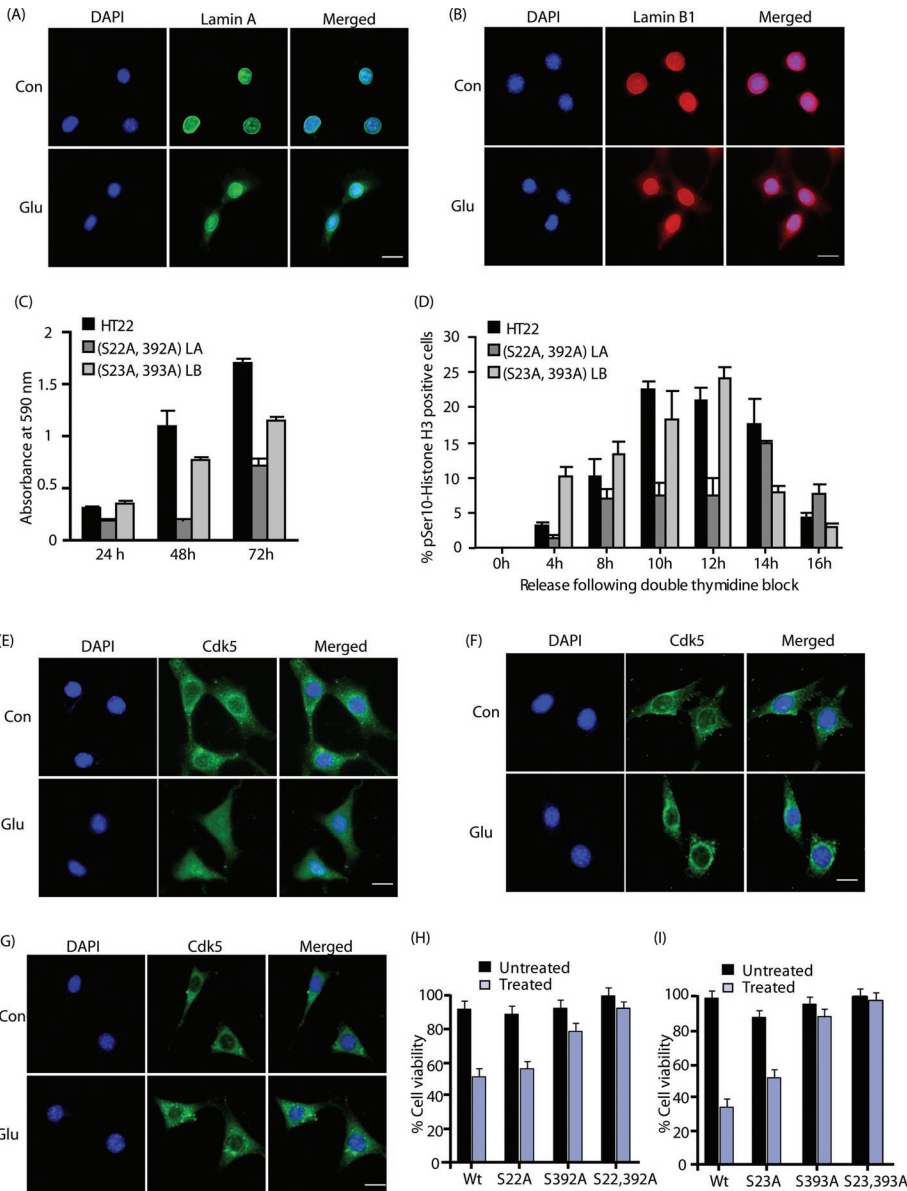 (A)
DAPI Lamin A Merged
Con
Glu
(B)
DAPI Lamin B1 Merged
Con
Glu
(C)
HT22
(S22A, 392A) LA
(S23A, 393A) LB
Absorbance at 590 nm
2
1.5
1
0.5
0
24 h 48h 72h
(D)
HT22
(S22A, 392A) LA
(S23A, 393A) LB
% pSer10-Histone H3 positive cells
30
25
20
15
10
5
0
0h 4h 8h 10h 12h 14h 16h
Release following double thymidine block
(E)
DAPI Cdk5 Merged
Con
Glu
(F)
DAPI Cdk5 Merged
Con
Glu
G)
DAPI Cdk5 Merged
Con
Glu
(H)
Untreated
Treated
% Cell viability
100
80
60
40
20
0
Wt S22A S392A S22,392A
(I)
Untreated
Treated
% Cell viability
100
80
60
40
20
0
Wt S23A S393A S23,393A